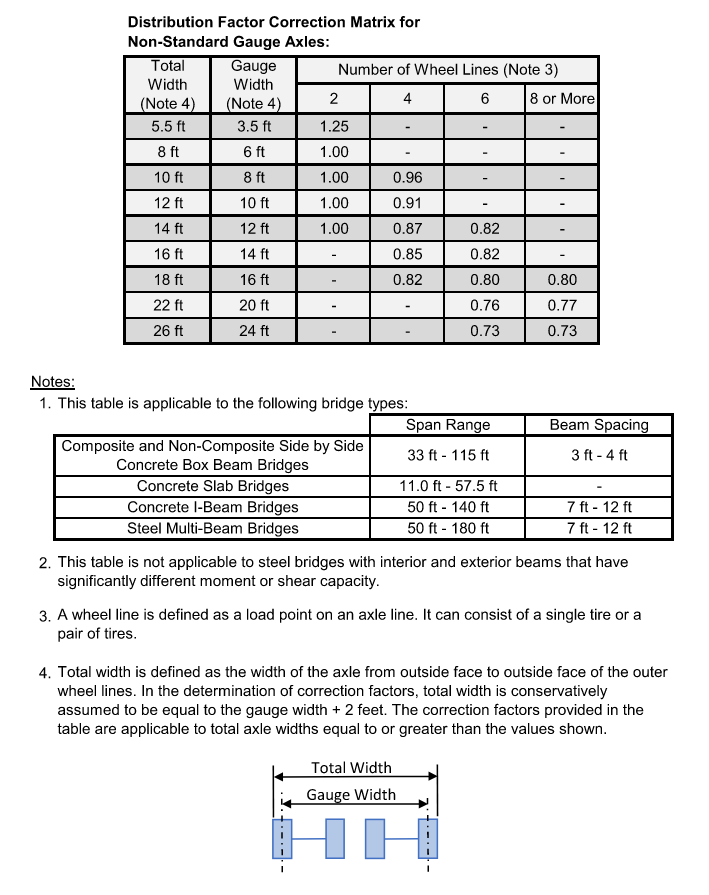 Distribution Factor Correction Matrix for
Non-Standard Gauge Axles:
Total Width (Note 4) Gauge Width (Note 4) Number of Wheel Lines (Note 3)
2 4 6 8 or More
5.5 ft 3.5 ft 1.25 - - -
8 ft 6 ft 1.00 - - -
10 ft 8 ft 1.00 0.96 - -
12 ft 10 ft 1.00 0.91 - -
14 ft 12 ft 1.00 0.87 0.82 -
16 ft 14 ft - 0.85 0.82 -
18 ft 16 ft - 0.82 0.80 0.80
22 ft 20 ft - - 0.76 0.77
26 ft 24 ft - - 0.73 0.73
Notes:
1. This table is applicable to the following bridge types:
Span Range Beam Spacing
Composite and Non-Composite Side by Side
Concrete Box Beam Bridges 33 ft - 115 ft 3 ft - 4 ft
Concrete Slab Bridges 11.0 ft - 57.5 ft -
Concrete I-Beam Bridges 50 ft - 140 ft 7 ft - 12 ft
Steel Multi-Beam Bridges 50 ft - 180 ft 7 ft - 12 ft
2. This table is not applicable to steel bridges with interior and exterior beams that have
significantly different moment or shear capacity.
3. A wheel line is defined as a load point on an axle line. It can consist of a single tire or a
pair of tires.
4. Total width is defined as the width of the axle from outside face to outside face of the outer
wheel lines. In the determination of correction factors, total width is conservatively
assumed to be equal to the gauge width + 2 feet. The correction factors provided in the
table are applicable to total axle widths equal to or greater than the values shown.
Total Width
Gauge Width